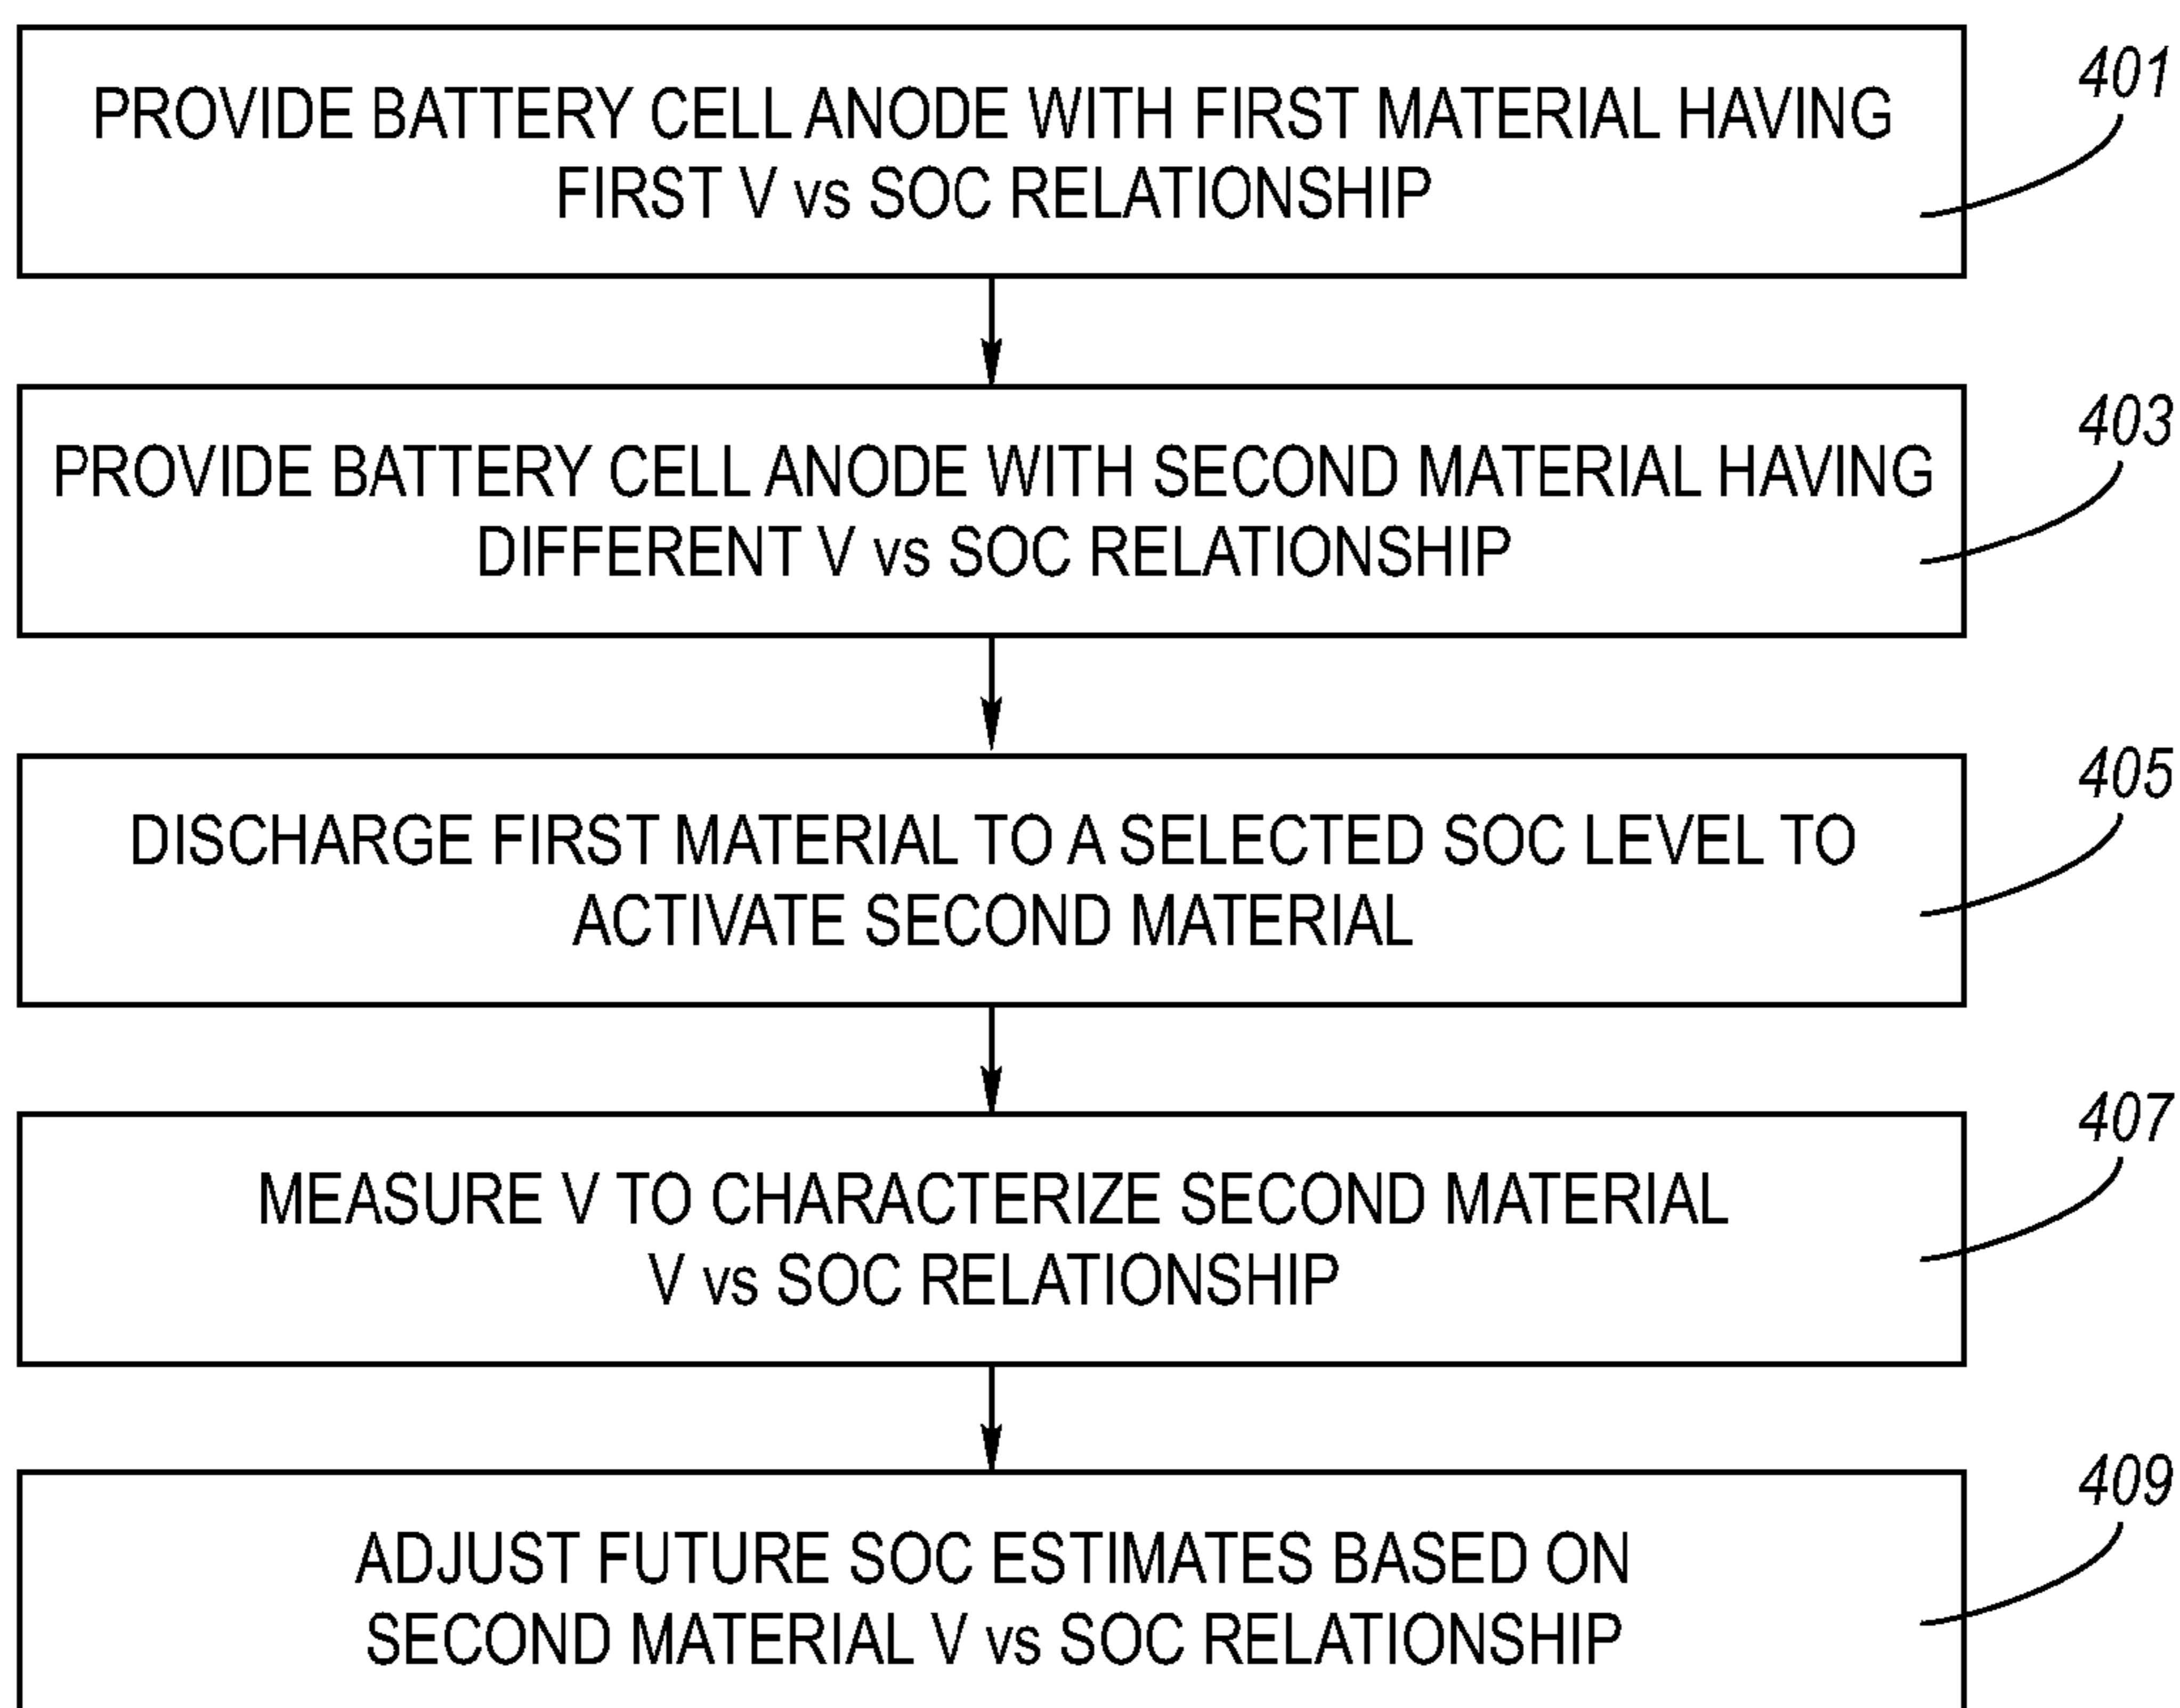 PROVIDE BATTERY CELL ANODE WITH FIRST MATERIAL HAVING
FIRST V vs SOC RELATIONSHIP
401
PROVIDE BATTERY CELL ANODE WITH SECOND MATERIAL HAVING
DIFFERENT V vs SOC RELATIONSHIP
403
DISCHARGE FIRST MATERIAL TO A SELECTED SOC LEVEL TO
ACTIVATE SECOND MATERIAL
405
MEASURE V TO CHARACTERIZE SECOND MATERIAL
V vs SOC RELATIONSHIP
407
ADJUST FUTURE SOC ESTIMATES BASED ON
SECOND MATERIAL V vs SOC RELATIONSHIP
409